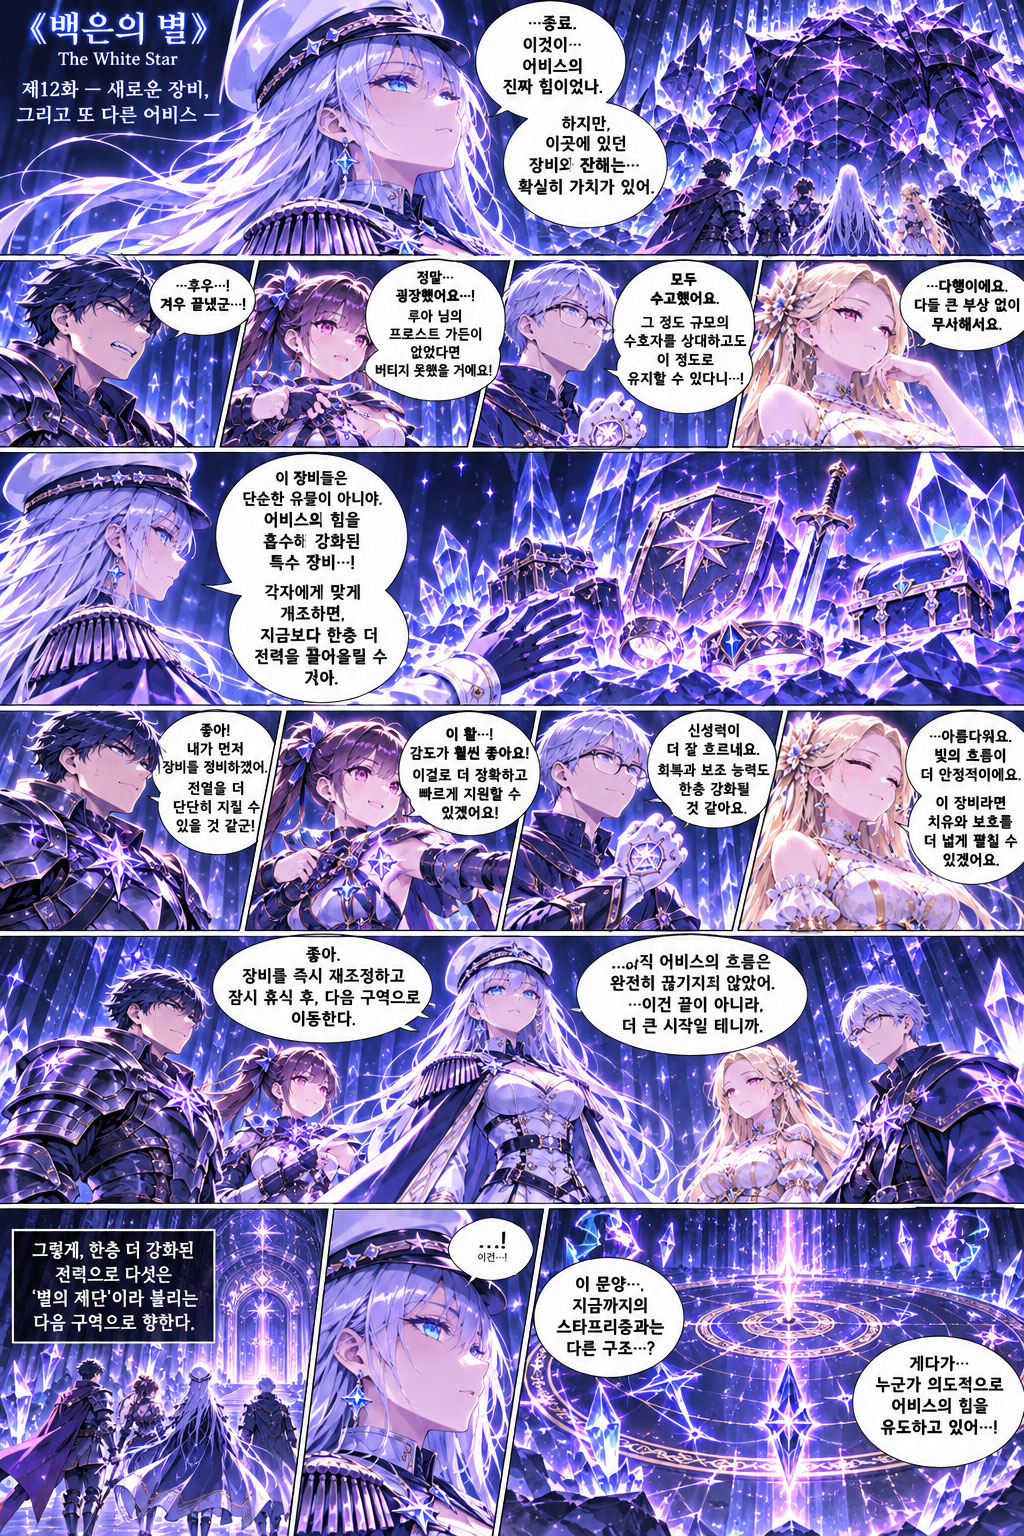 《백은의 별》
The White Star
제12화 — 새로운 장비,
그리고 또 다른 어비스 —
…종료.
이것이…
어비스의
진짜 힘이었나.
하지만,
이곳에 있던
장비와 잔해는…
확실히 가치가 있어.
…후우…!
겨우 끝냈군…!
정말…
굉장했어요…!
루아 님의
프로스트 가든이
없었다면
버티지 못했을 거에요!
모두
수고했어요.
그 정도 규모의
수호자를 상대하고도
이 정도로
유지할 수 있다니…!
…다행이에요.
다들 큰 부상 없이
무사해서요.
이 장비들은
단순한 유물이 아니야.
어비스의 힘을
흡수해 강화된
특수 장비…!
각자에게 맞게
개조하면,
지금보다 한층 더
전력을 끌어올릴 수
거야.
좋아!
내가 먼저
장비를 정비하겠어.
전열을 더
단단히 지킬 수
있을 것 같군!
이 활…!
감도가 훨씬 좋아요!
이걸로 더 정확하고
빠르게 지원할 수
있겠어요!
신성력이
더 잘 흐르네요.
회복과 보조 능력도
한층 강화될
것 같아요.
…아름다워요.
빛의 흐름이
더 안정적이에요.
이 장비라면
치유와 보호를
더 넓게 펼칠 수
있겠어요.
좋아.
장비를 즉시 재조정하고
잠시 휴식 후, 다음 구역으로
이동한다.
…아직 어비스의 흐름은
완전히 끊기지 않았어.
…이건 끝이 아니라,
더 큰 시작일 테니까.
그렇게, 한층 더 강화된
전력으로 다섯은
‘별의 제단’이라 불리는
다음 구역으로 향한다.
…!
이건…!
이 문양…,
지금까지의
스타프리즘과는
다른 구조…?
게다가…
누군가 의도적으로
어비스의 힘을
유도하고 있어…!